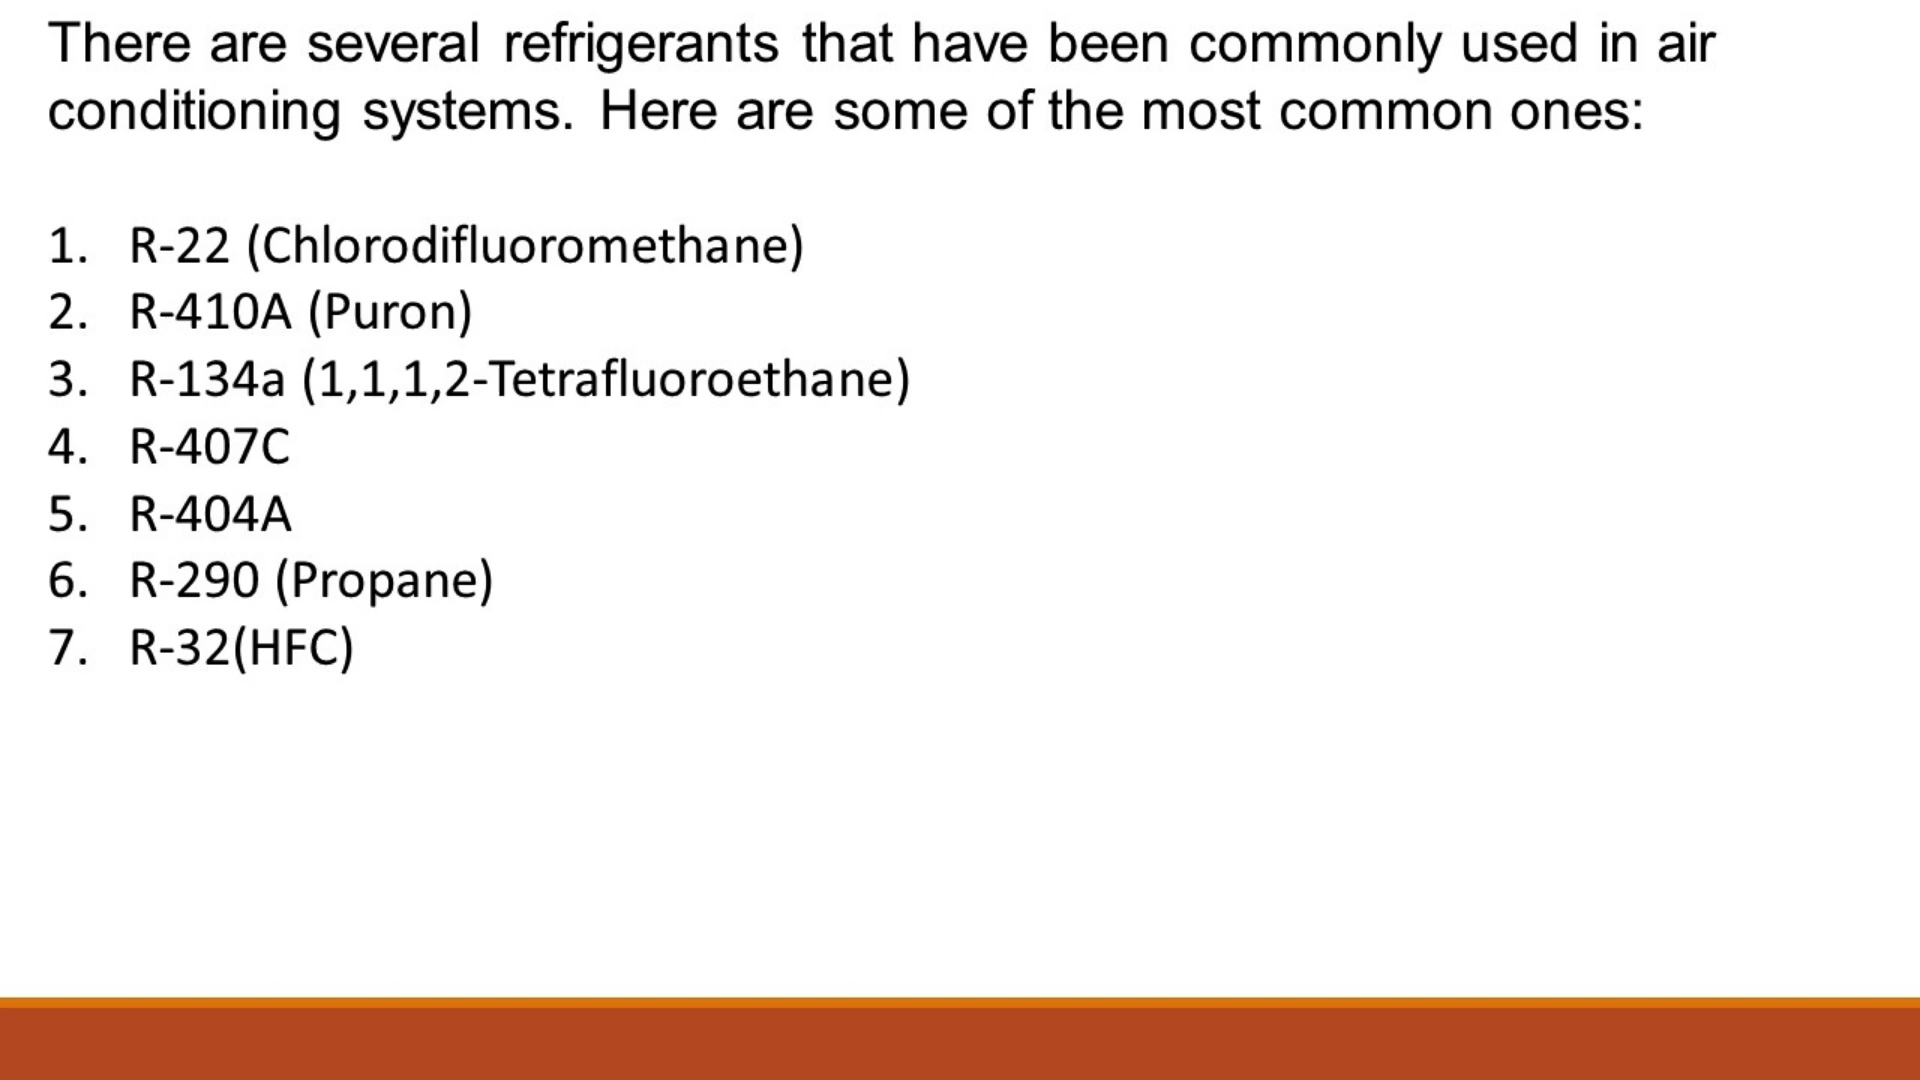 There are several refrigerants that have been commonly used in air
conditioning systems. Here are some of the most common ones:
1. R-22 (Chlorodifluoromethane)
2. R-410A (Puron)
3. R-134a (1,1,1,2-Tetrafluoroethane)
4. R-407C
5. R-404A
6. R-290 (Propane)
7. R-32(HFC)